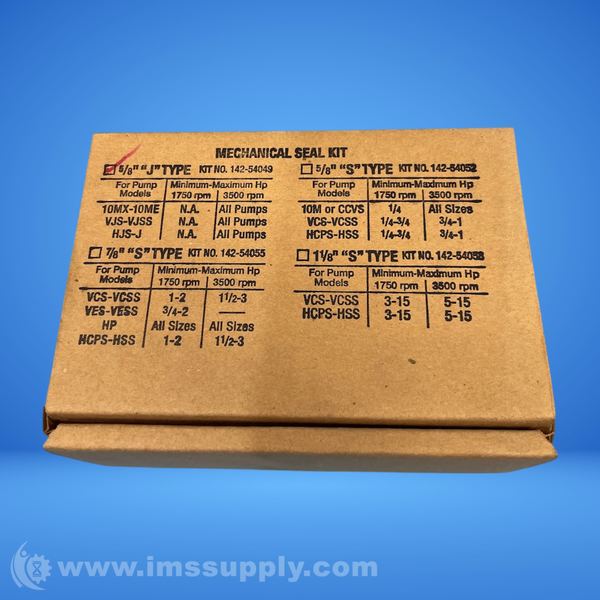 MECHANICAL SEAL KIT
5/8" "J" TYPE KIT NO. 142-54049
For Pump Models Minimum-Maximum Hp
1750 rpm 3500 rpm
10MX-10ME N.A. All Pumps
VJS-VJSS N.A. All Pumps
HJS-J N.A. All Pumps
5/8" "S" TYPE KIT NO. 142-54052
For Pump Models Minimum-Maximum Hp
1750 rpm 3500 rpm
10M or CCVS 1/4 All Sizes
VCS-VCSS 1/4-3/4 3/4-1
HCPS-HSS 1/4-3/4 3/4-1
7/8" "S" TYPE KIT NO. 142-54055
For Pump Models Minimum-Maximum Hp
1750 rpm 3500 rpm
VCS-VCSS 1-2 1 1/2-3
VES-VESS 3/4-2 —
HP All Sizes All Sizes
HCPS-HSS 1-2 1 1/2-3
1 1/8" "S" TYPE KIT NO. 142-54058
For Pump Models Minimum-Maximum Hp
1750 rpm 3500 rpm
VCS-VCSS 3-15 5-15
HCPS-HSS 3-15 5-15
www.imssupply.com